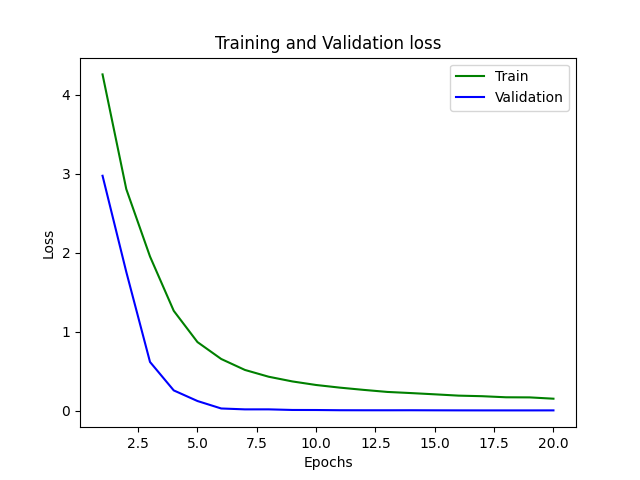 Training and Validation loss
Train
Validation
Loss
4
3
2
1
0
2.5 5.0 7.5 10.0 12.5 15.0 17.5 20.0
Epochs